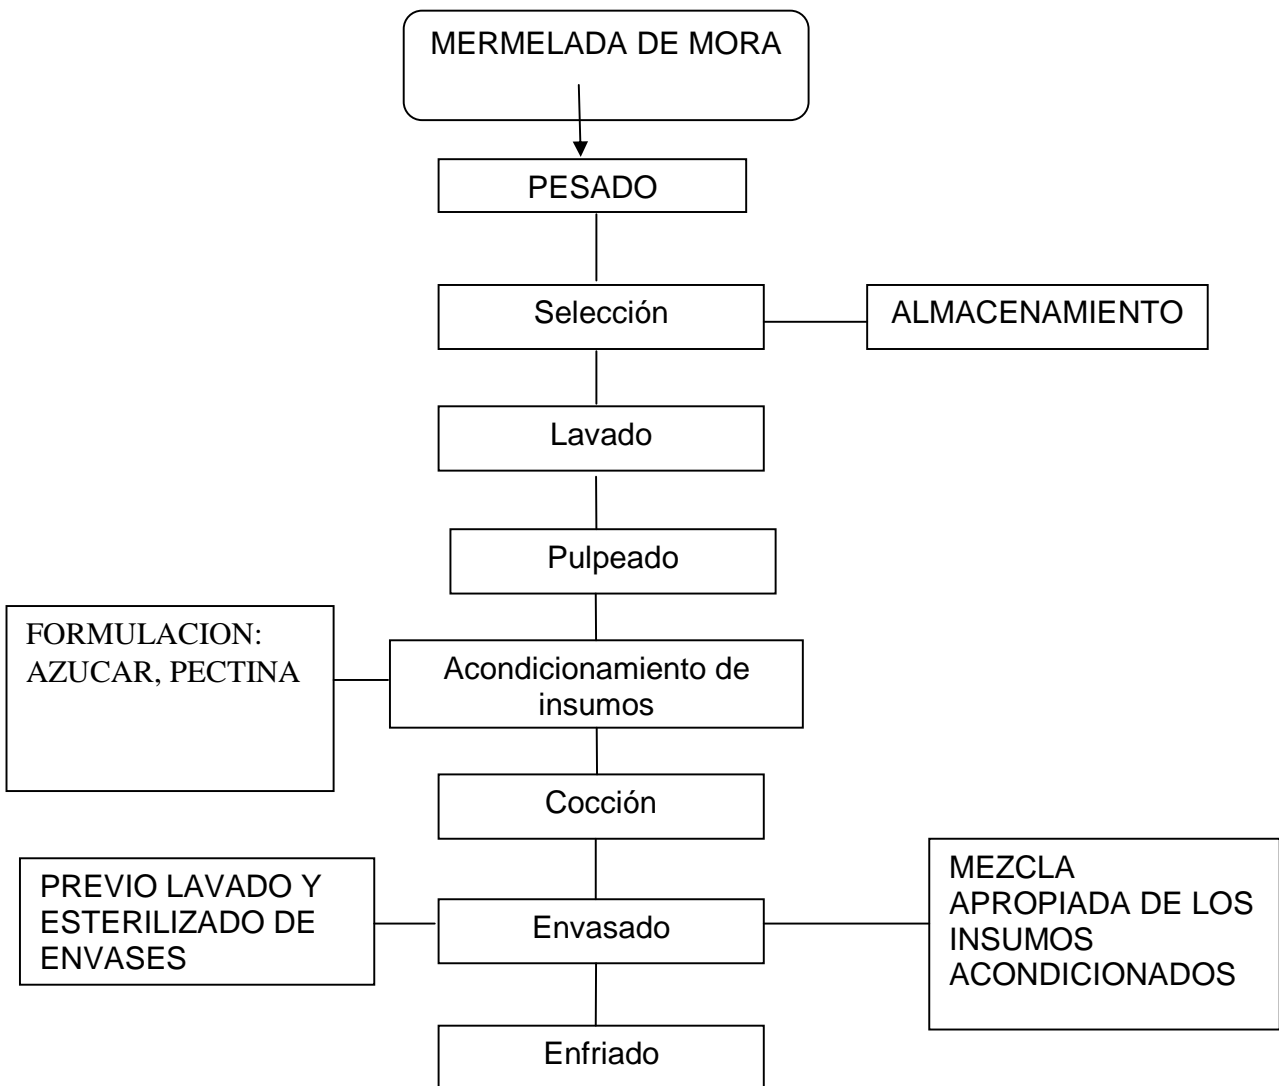 MERMELADA DE MORA
PESADO
Selección
ALMACENAMIENTO
Lavado
Pulpeado
FORMULACION:
AZUCAR, PECTINA
Acondicionamiento de
insumos
Cocción
PREVIO LAVADO Y
ESTERILIZADO DE
ENVASES
Envasado
MEZCLA
APROPIADA DE LOS
INSUMOS
ACONDICIONADOS
Enfriado